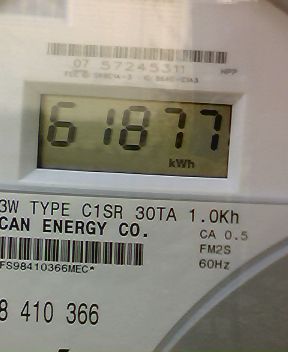 07 57245311
61877
kWh
3W TYPE C1SR 30TA 1.0Kh
CAN ENERGY CO.
CA 0.5
FM2S
FS98410366MEC*
60Hz
8 410 366